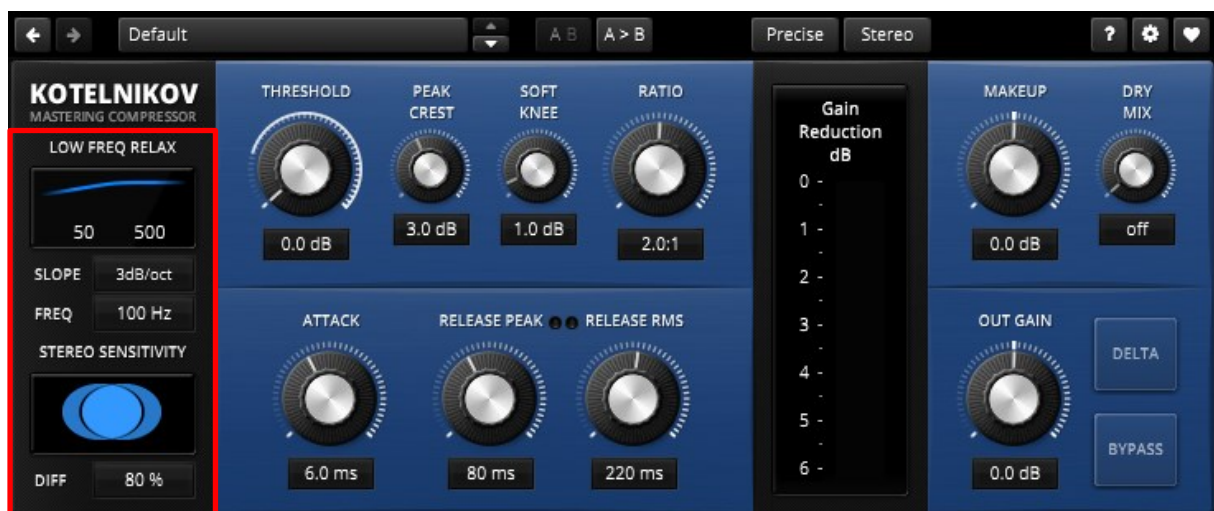 Default
A B
A > B
Precise
Stereo
?
KOTELNIKOV
MASTERING COMPRESSOR
LOW FREQ RELAX
50 500
SLOPE 3dB/oct
FREQ 100 Hz
STEREO SENSITIVITY
DIFF 80 %
THRESHOLD
0.0 dB
PEAK
CREST
3.0 dB
SOFT
KNEE
1.0 dB
RATIO
2.0:1
ATTACK
6.0 ms
RELEASE PEAK
80 ms
RELEASE RMS
220 ms
Gain
Reduction
dB
0 -
-
1 -
-
2 -
-
3 -
-
4 -
-
5 -
-
6 -
MAKEUP
0.0 dB
DRY
MIX
off
OUT GAIN
0.0 dB
DELTA
BYPASS